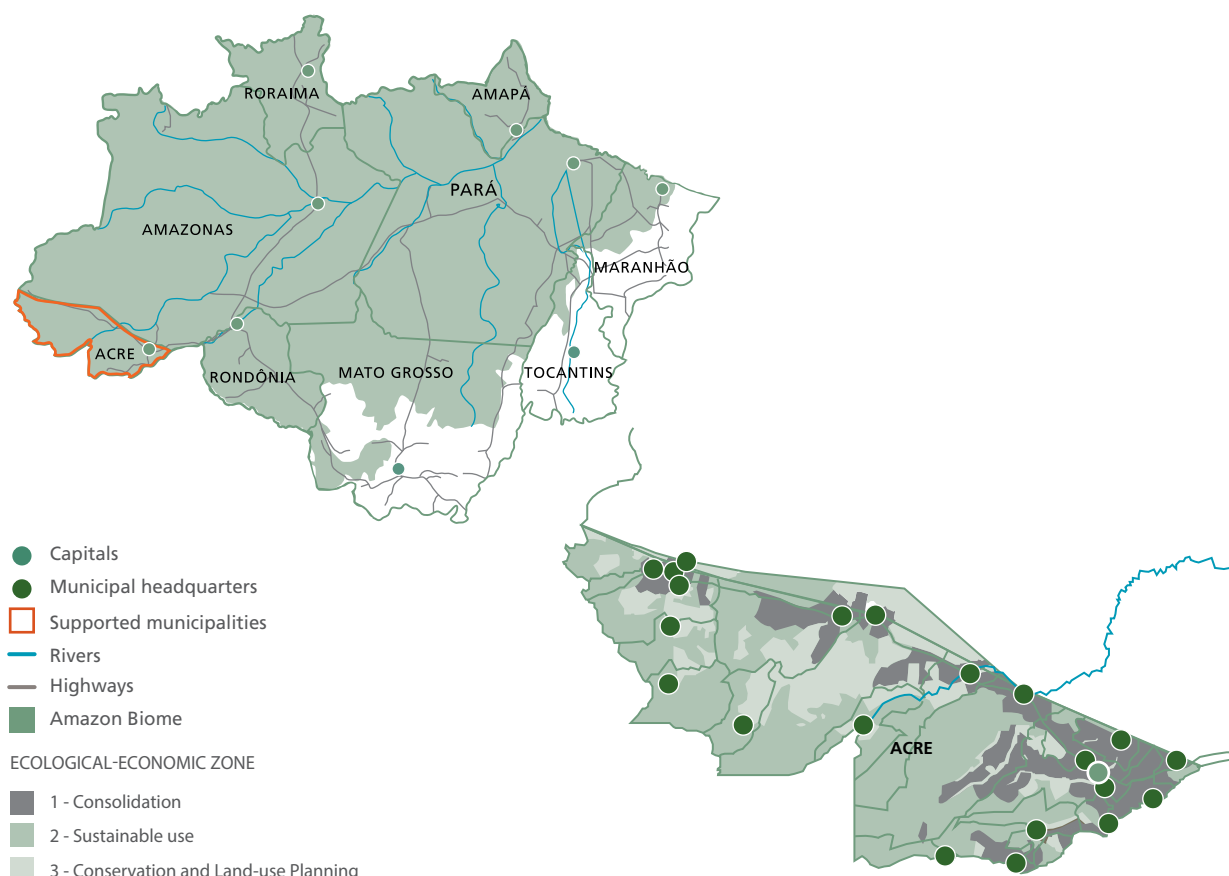 RORAIMA
AMAPÁ
PARÁ
AMAZONAS
MARANHÃO
ACRE
RONDÔNIA
MATO GROSSO
TOCANTINS
Capitals
Municipal headquarters
Supported municipalities
Rivers
Highways
Amazon Biome
ECOLOGICAL-ECONOMIC ZONE
1 - Consolidation
2 - Sustainable use
3 - Conservation and Land-use Planning
ACRE